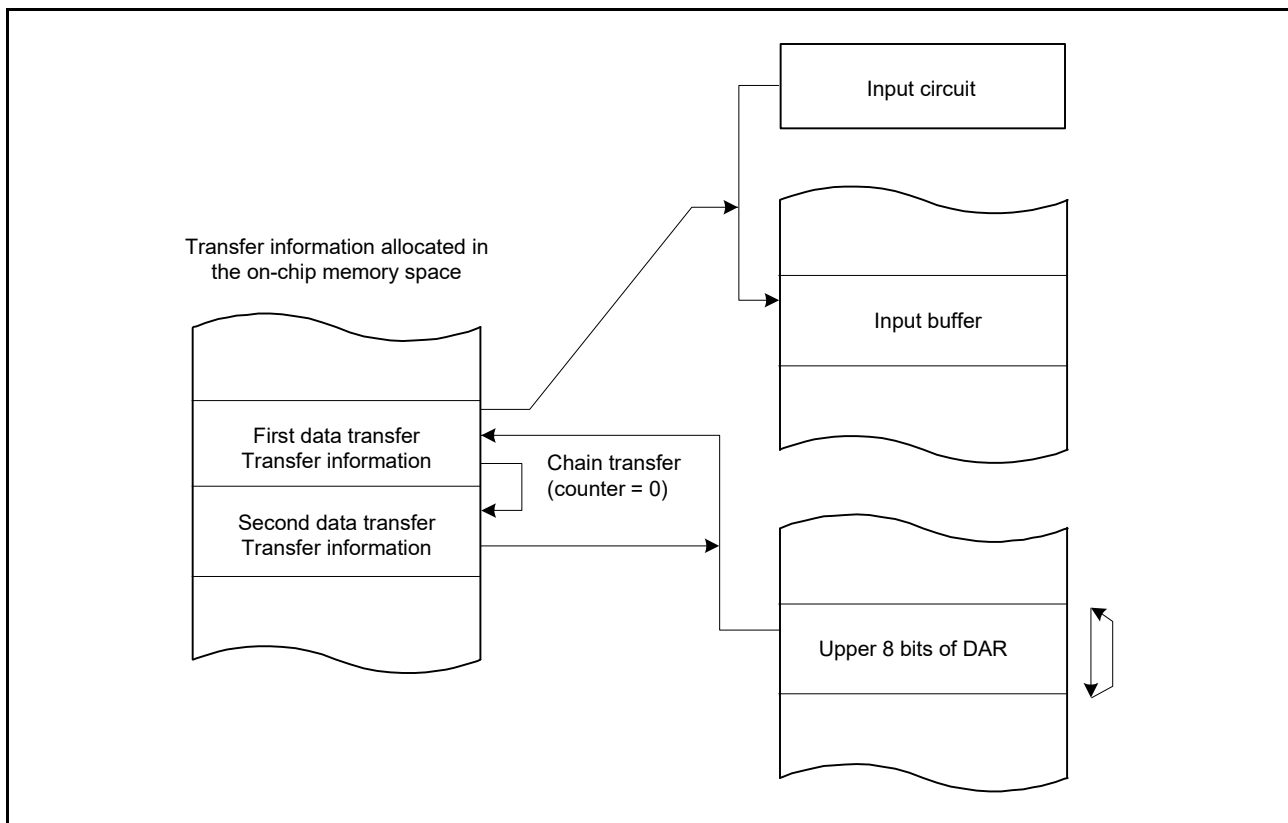 Input circuit
Transfer information allocated in
the on-chip memory space
Input buffer
First data transfer
Transfer information
Chain transfer
(counter = 0)
Second data transfer
Transfer information
Upper 8 bits of DAR